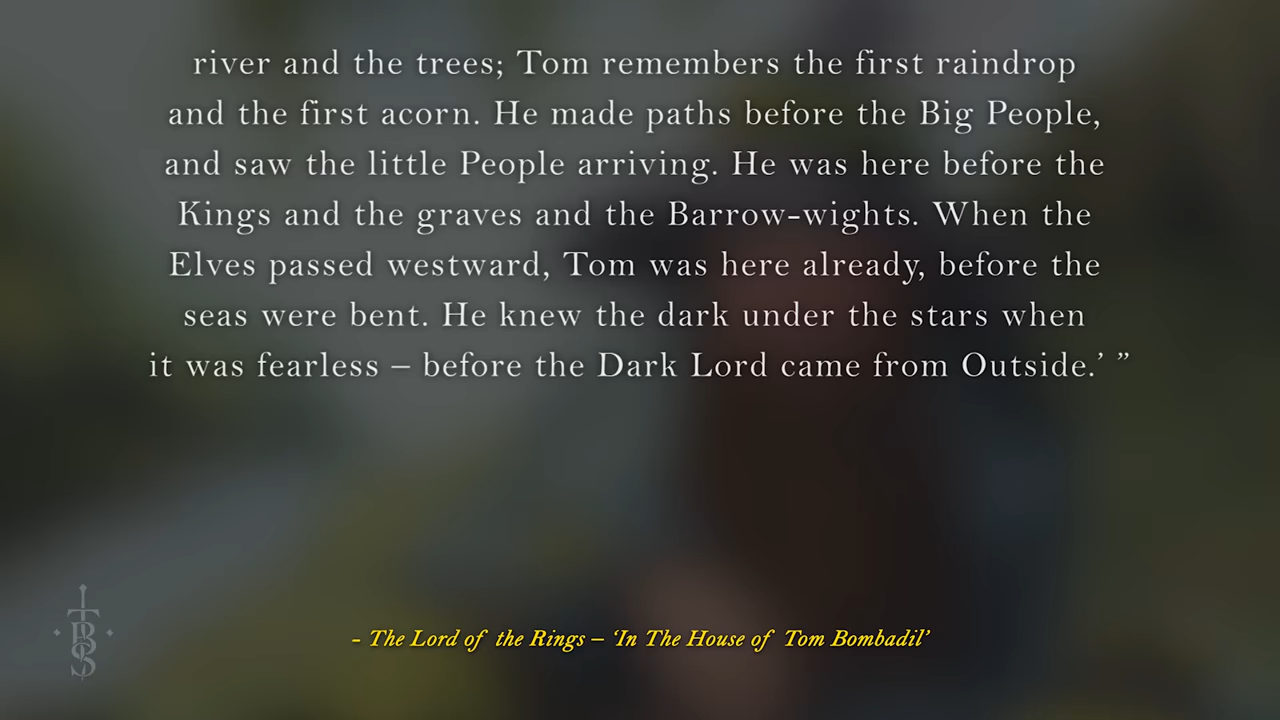 river and the trees; Tom remembers the first raindrop
and the first acorn. He made paths before the Big People,
and saw the little People arriving. He was here before the
Kings and the graves and the Barrow-wights. When the
Elves passed westward, Tom was here already, before the
seas were bent. He knew the dark under the stars when
it was fearless – before the Dark Lord came from Outside.’ ”
- The Lord of the Rings – ‘In The House of Tom Bombadil’
TBS